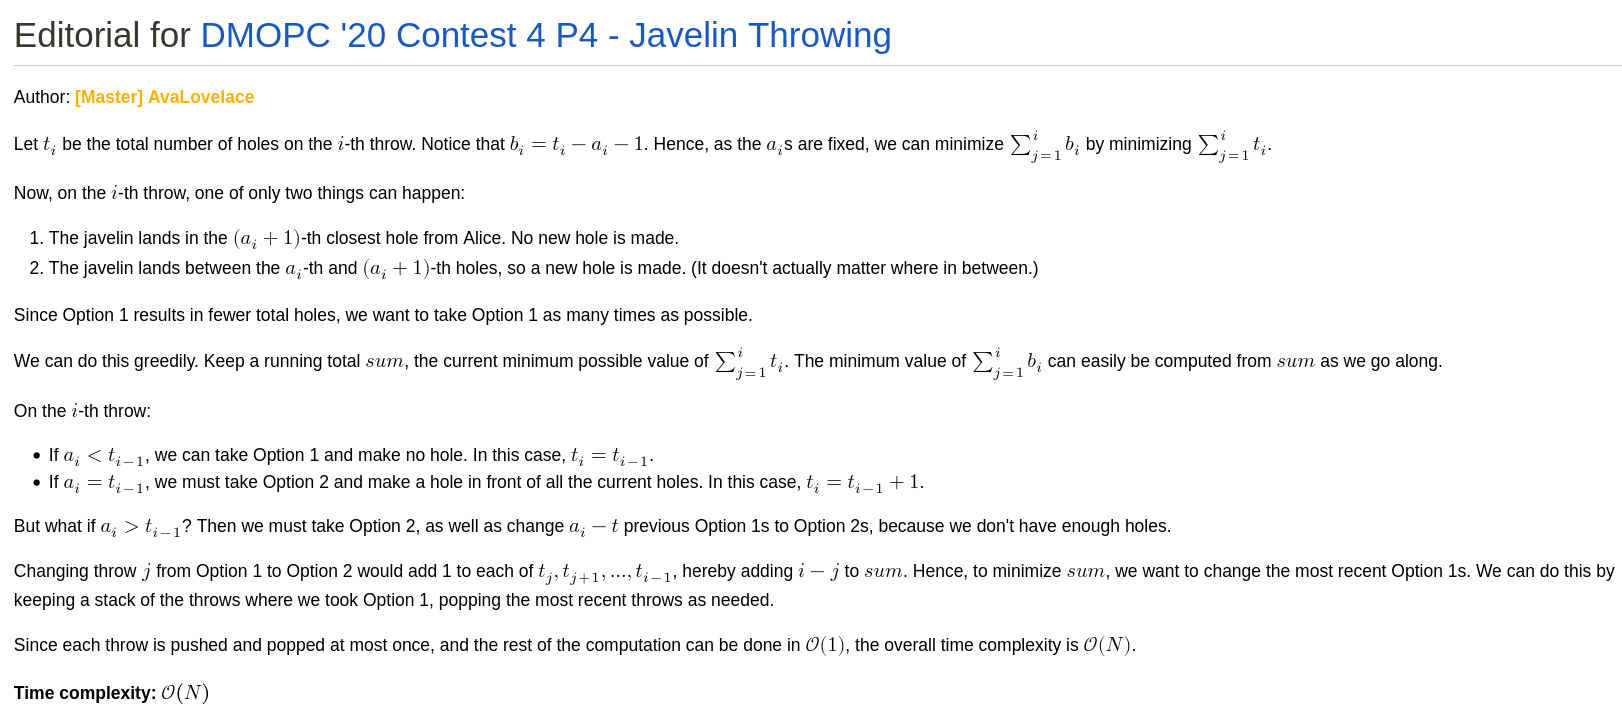 Editorial for DMOPC '20 Contest 4 P4 - Javelin Throwing
Author: [Master] AvaLovelace
Let $t_i$ be the total number of holes on the $i$-th throw. Notice that $b_i = t_i - a_i - 1$. Hence, as the $a_i$s are fixed, we can minimize $\sum_{j=1}^{i} b_i$ by minimizing $\sum_{j=1}^{i} t_i$.
Now, on the $i$-th throw, one of only two things can happen:
1. The javelin lands in the $(a_i + 1)$-th closest hole from Alice. No new hole is made.
2. The javelin lands between the $a_i$-th and $(a_i + 1)$-th holes, so a new hole is made. (It doesn't actually matter where in between.)
Since Option 1 results in fewer total holes, we want to take Option 1 as many times as possible.
We can do this greedily. Keep a running total $sum$, the current minimum possible value of $\sum_{j=1}^{i} t_i$. The minimum value of $\sum_{j=1}^{i} b_i$ can easily be computed from $sum$ as we go along.
On the $i$-th throw:
• If $a_i < t_{i-1}$, we can take Option 1 and make no hole. In this case, $t_i = t_{i-1}$.
• If $a_i = t_{i-1}$, we must take Option 2 and make a hole in front of all the current holes. In this case, $t_i = t_{i-1} + 1$.
But what if $a_i > t_{i-1}$? Then we must take Option 2, as well as change $a_i - t$ previous Option 1s to Option 2s, because we don't have enough holes.
Changing throw $j$ from Option 1 to Option 2 would add 1 to each of $t_j, t_{j+1}, ..., t_{i-1}$, hereby adding $i - j$ to $sum$. Hence, to minimize $sum$, we want to change the most recent Option 1s. We can do this by
keeping a stack of the throws where we took Option 1, popping the most recent throws as needed.
Since each throw is pushed and popped at most once, and the rest of the computation can be done in $\mathcal{O}(1)$, the overall time complexity is $\mathcal{O}(N)$.
Time complexity: $\mathcal{O}(N)$